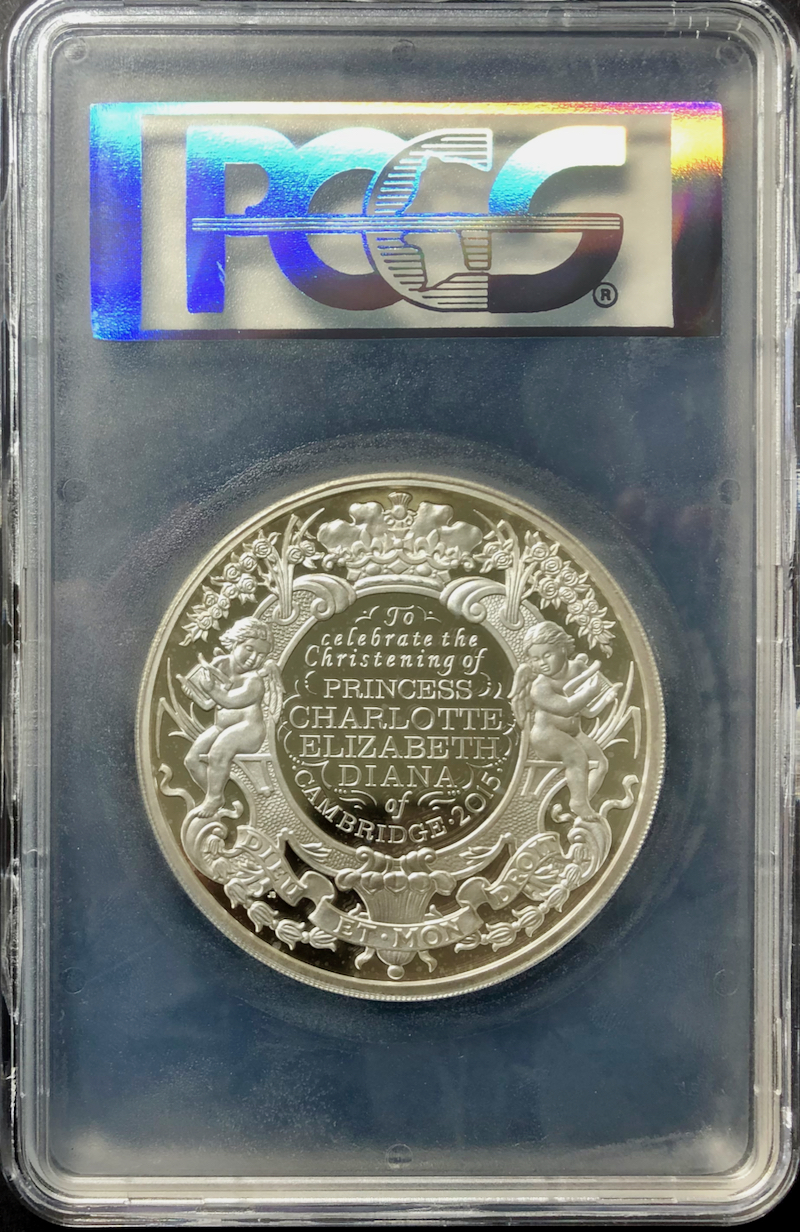 PCGS
®
To
celebrate the
Christening of
PRINCESS
CHARLOTTE
ELIZABETH
DIANA
of
·CAMBRIDGE·2015·
DIEU
ET·MON
DROIT